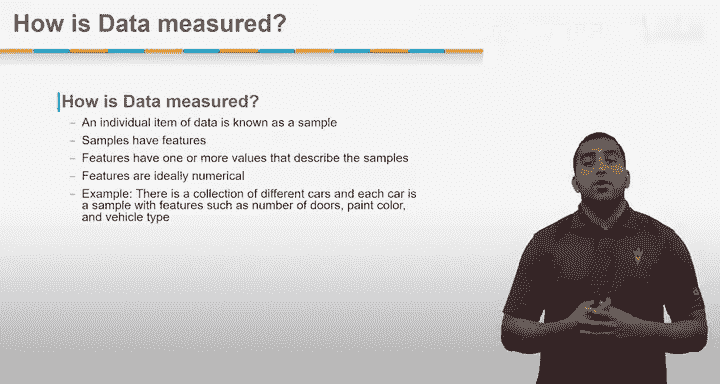 How is Data measured?
How is Data measured?
– An individual item of data is known as a sample
– Samples have features
– Features have one or more values that describe the samples
– Features are ideally numerical
– Example: There is a collection of different cars and each car is
a sample with features such as number of doors, paint color,
and vehicle type